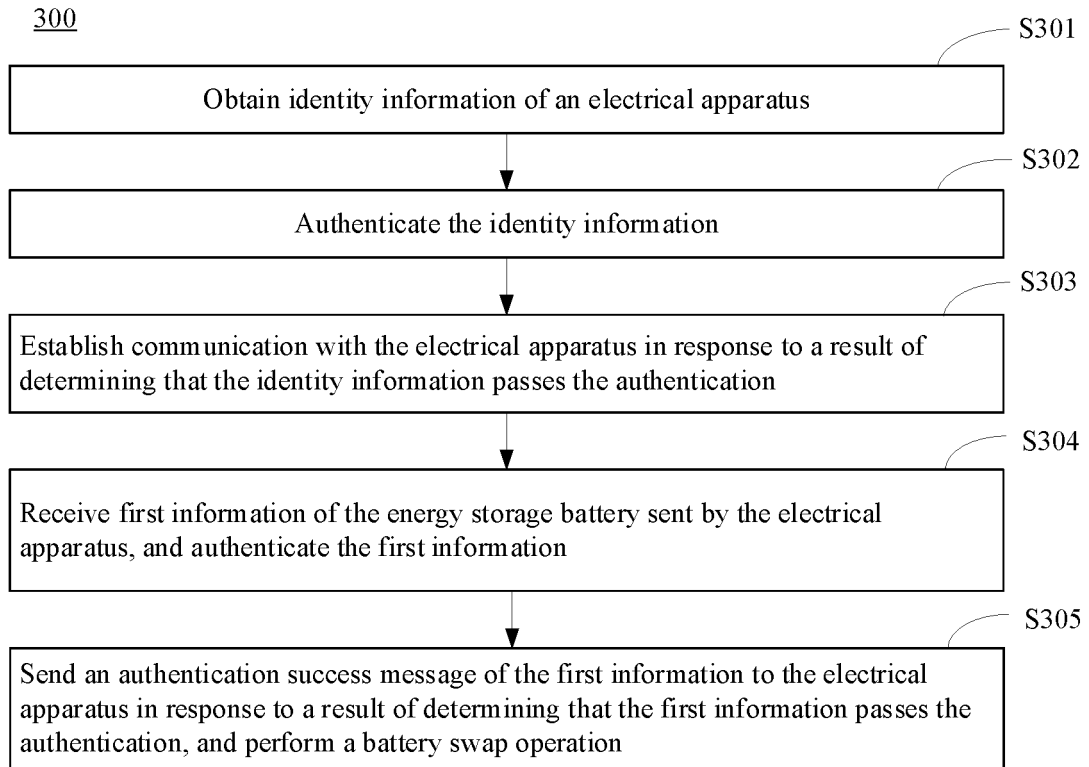 300
S301
Obtain identity information of an electrical apparatus
S302
Authenticate the identity information
S303
Establish communication with the electrical apparatus in response to a result of
determining that the identity information passes the authentication
S304
Receive first information of the energy storage battery sent by the electrical
apparatus, and authenticate the first information
S305
Send an authentication success message of the first information to the electrical
apparatus in response to a result of determining that the first information passes the
authentication, and perform a battery swap operation